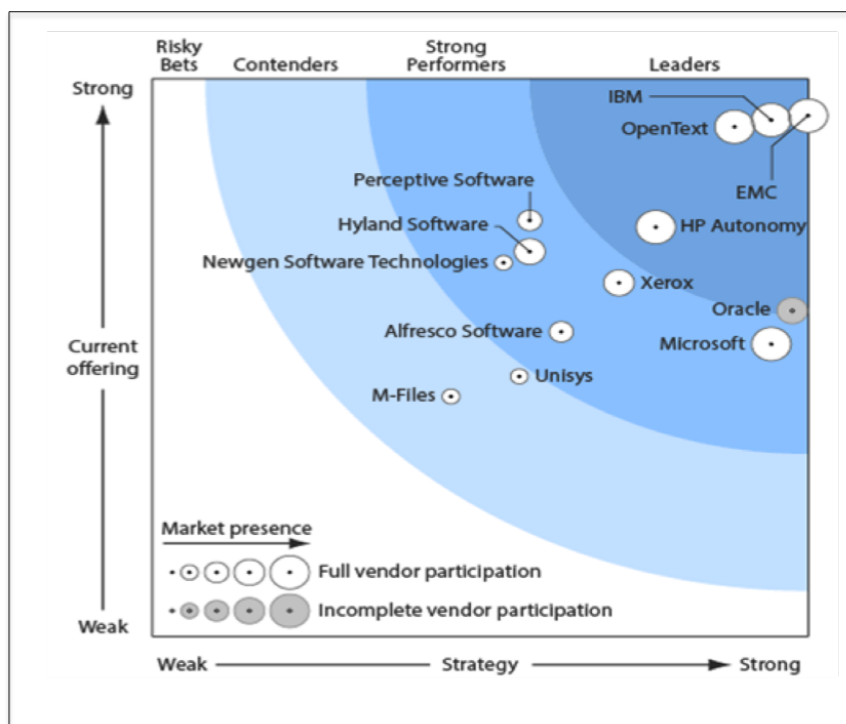 Risky
Bets
Contenders
Strong
Performers
Leaders
Strong
IBM
OpenText
EMC
Perceptive Software
Hyland Software
HP Autonomy
Newgen Software Technologies
Xerox
Oracle
Alfresco Software
Microsoft
Current
offering
Unisys
M-Files
Market presence
Full vendor participation
Incomplete vendor participation
Weak
Weak
Strategy
Strong